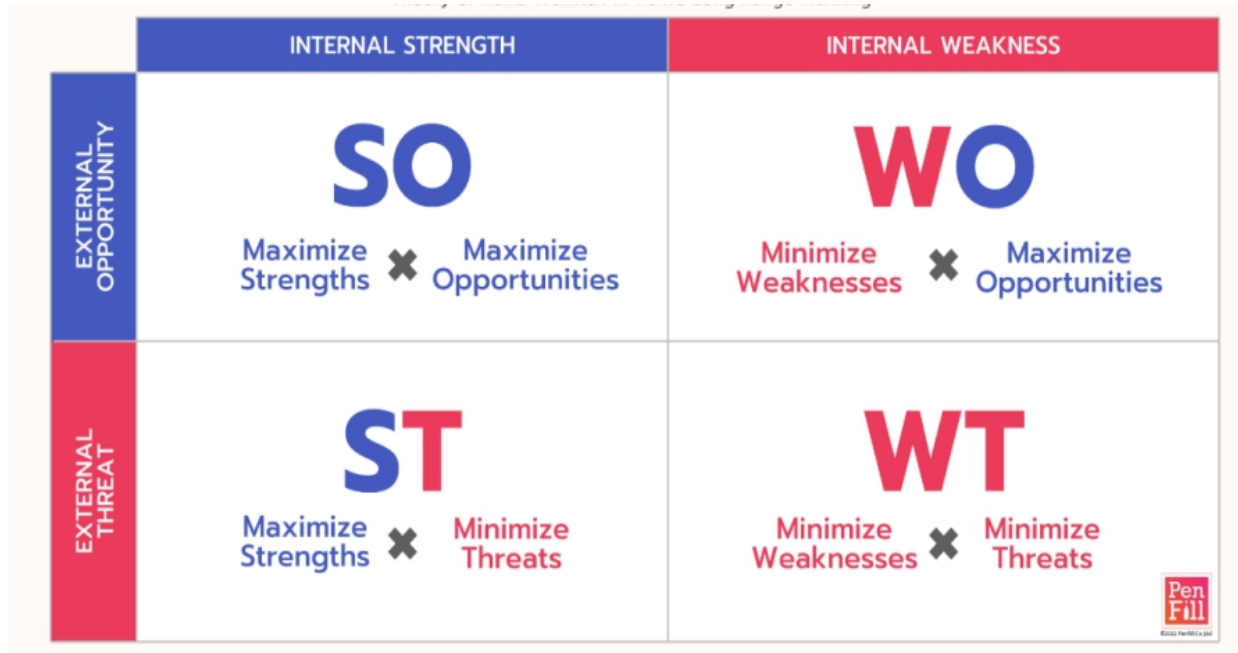 INTERNAL STRENGTH
INTERNAL WEAKNESS
EXTERNAL
OPPORTUNITY
SO
Maximize
Strengths
✖
Maximize
Opportunities
WO
Minimize
Weaknesses
✖
Maximize
Opportunities
EXTERNAL
THREAT
ST
Maximize
Strengths
✖
Minimize
Threats
WT
Minimize
Weaknesses
✖
Minimize
Threats
Pen
Fill